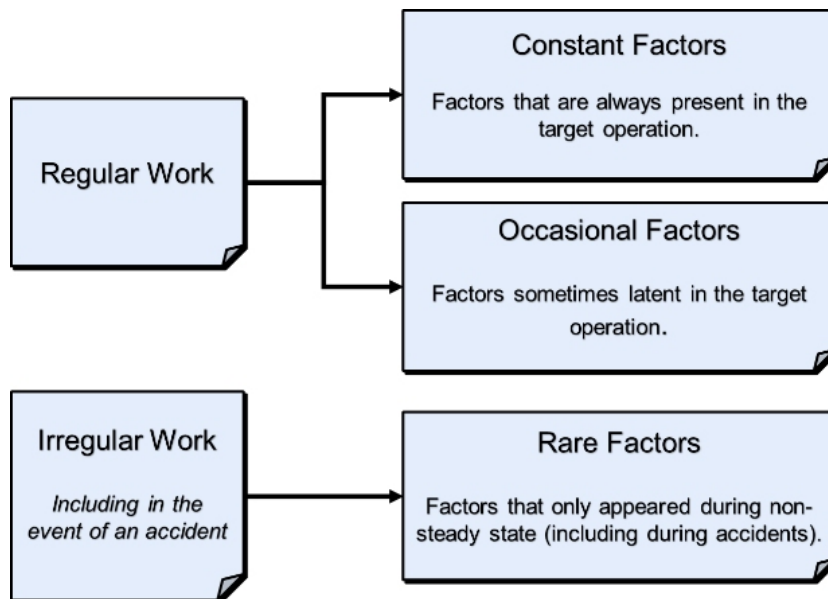 Regular Work
Constant Factors
Factors that are always present in the
target operation.
Occasional Factors
Factors sometimes latent in the target
operation.
Irregular Work
Including in the
event of an accident
Rare Factors
Factors that only appeared during non-
steady state (including during accidents).